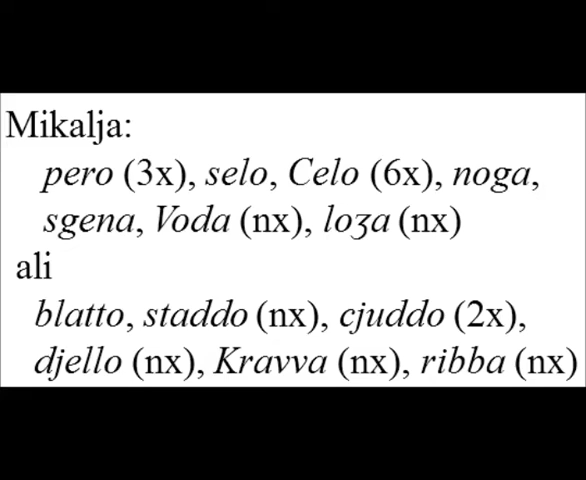 Mikalja:
pero (3x), selo, Celo (6x), noga,
sgena, Voda (nx), loʒa (nx)
ali
blatto, staddo (nx), cjuddo (2x),
djello (nx), Kravva (nx), ribba (nx)